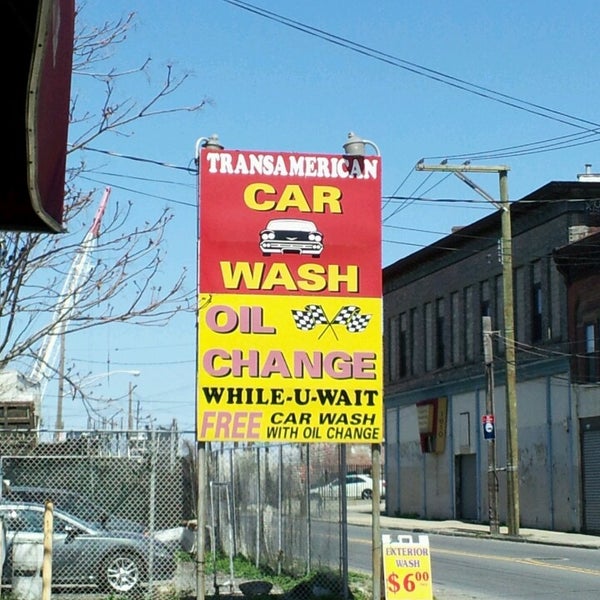 TRANSAMERICAN
CAR
WASH
OIL
CHANGE
WHILE-U-WAIT
FREE CAR WASH
WITH OIL CHANGE
EXTERIOR
WASH
$6.00